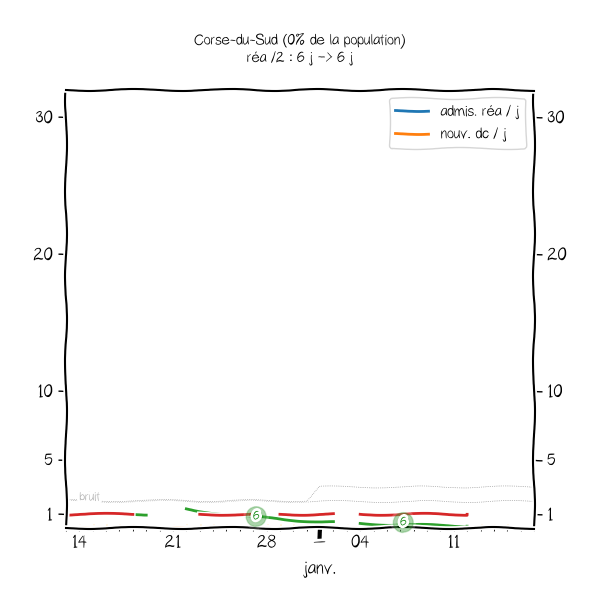 Corse-du-Sud (0% de la population)
réa /2 : 6 j -> 6 j
admis. réa / j
nouv. dc / j
30 30
20 20
10 10
5 5
bruit
1 6 6 1
14 21 28 1 04 11
janv.